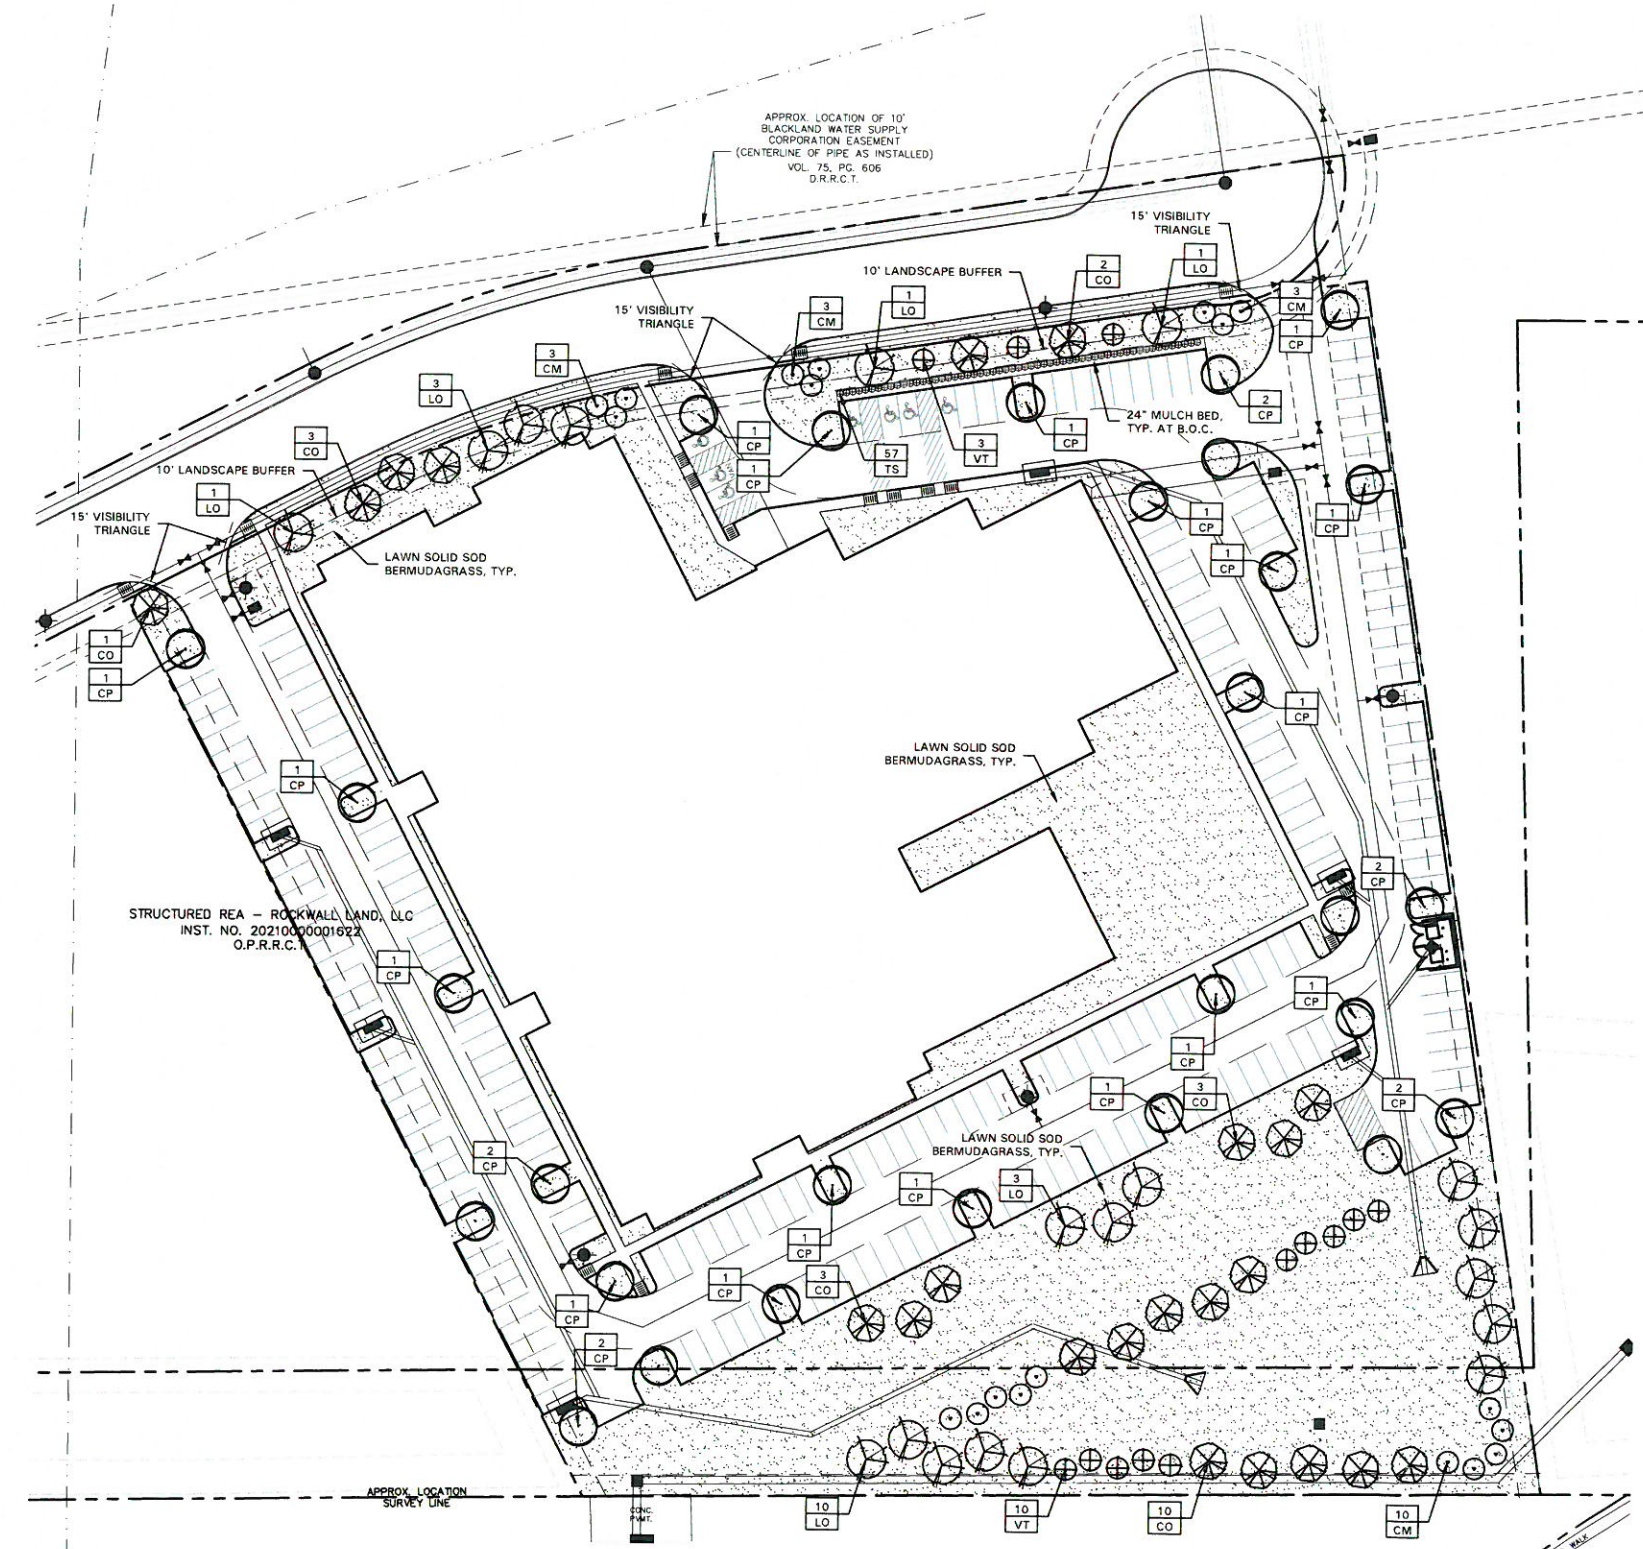 APPROX. LOCATION OF 10'
BLACKLAND WATER SUPPLY
CORPORATION EASEMENT
(CENTERLINE OF PIPE AS INSTALLED)
VOL. 75, PG. 606
D.R.R.C.T.
15' VISIBILITY
TRIANGLE
1
LO
2
CO
10' LANDSCAPE BUFFER
3
CM
1
CP
1
LO
3
CM
15' VISIBILITY
TRIANGLE
3
CM
3
LO
3
CO
10' LANDSCAPE BUFFER
1
LO
15' VISIBILITY
TRIANGLE
2
CP
24" MULCH BED,
TYP. AT B.O.C.
1
CP
3
VT
57
TS
1
CP
1
CP
1
CP
1
CP
1
CP
LAWN SOLID SOD
BERMUDAGRASS, TYP.
1
CO
1
CP
1
CP
LAWN SOLID SOD
BERMUDAGRASS, TYP.
1
CP
2
CP
STRUCTURED REA - ROCKWALL LAND, LLC
INST. NO. 20210000001622
O.P.R.R.C.T.
1
CP
1
CP
1
CP
1
CP
3
CO
2
CP
LAWN SOLID SOD
BERMUDAGRASS, TYP.
2
CP
1
CP
3
LO
1
CP
1
CP
3
CO
1
CP
2
CP
APPROX. LOCATION
SURVEY LINE
CONC.
PVMT.
10
LO
10
VT
10
CO
10
CM
WALK